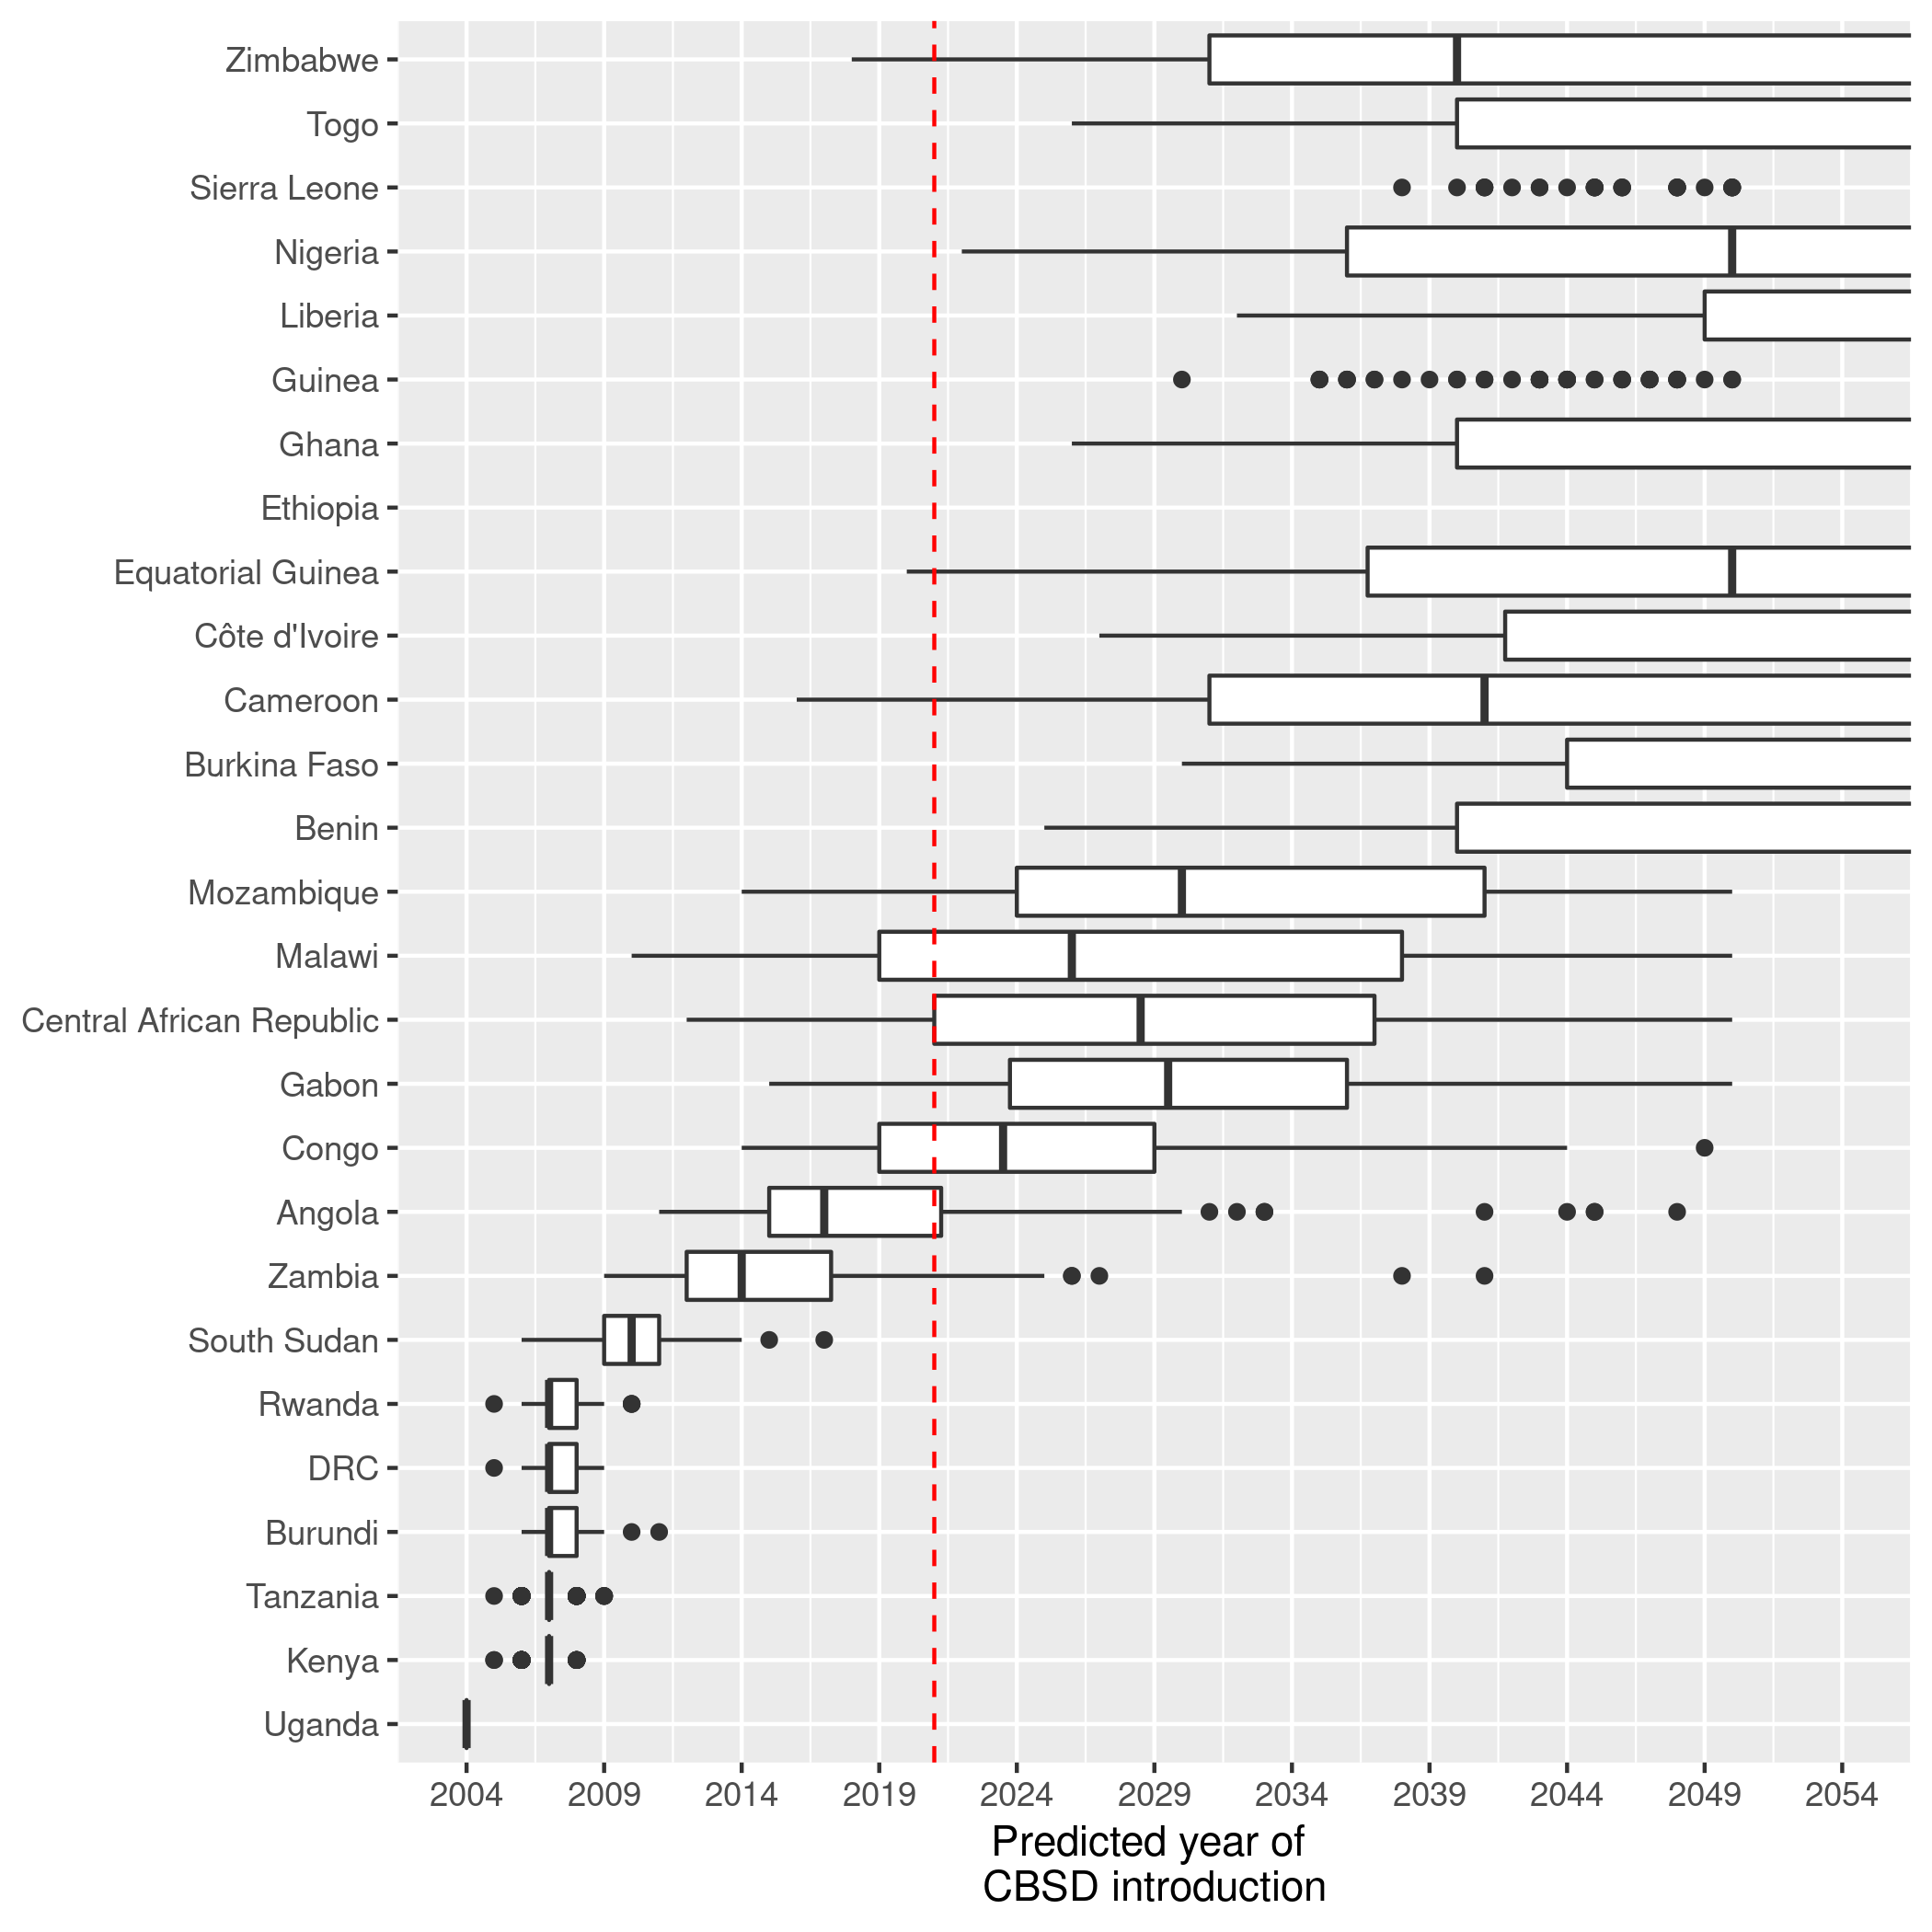 Zimbabwe
Togo
Sierra Leone
Nigeria
Liberia
Guinea
Ghana
Ethiopia
Equatorial Guinea
Côte d'Ivoire
Cameroon
Burkina Faso
Benin
Mozambique
Malawi
Central African Republic
Gabon
Congo
Angola
Zambia
South Sudan
Rwanda
DRC
Burundi
Tanzania
Kenya
Uganda
2004 2009 2014 2019 2024 2029 2034 2039 2044 2049 2054
Predicted year of
CBSD introduction